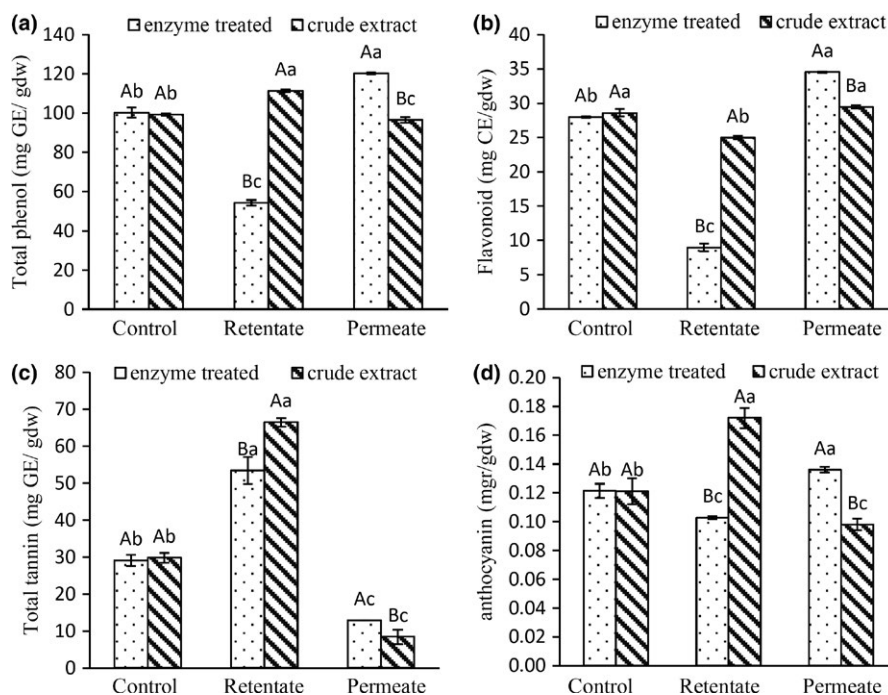 (a)
enzyme treated crude extract
Total phenol (mg GE/ gdw)
140
120
100
80
60
40
20
0
Ab Ab
Bc Aa
Aa Bc
Control Retentate Permeate
(b)
enzyme treated crude extract
Flavonoid (mg CE/gdw)
40
35
30
25
20
15
10
5
0
Ab Aa
Bc Ab
Aa Ba
Control Retentate Permeate
(c)
enzyme treated crude extract
Total tannin (mg GE/ gdw)
80
70
60
50
40
30
20
10
0
Ab Ab
Ba Aa
Ac Bc
Control Retentate Permeate
(d)
enzyme treated crude extract
anthocyanin (mgr/gdw)
0.20
0.18
0.16
0.14
0.12
0.10
0.08
0.06
0.04
0.02
0.00
Ab Ab
Bc Aa
Aa Bc
Control Retentate Permeate